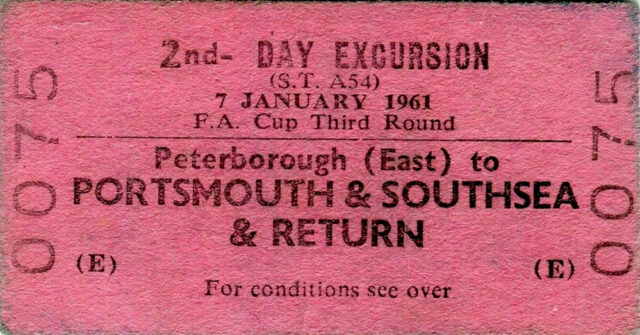 2nd- DAY EXCURSION
(S.T. A54)
7 JANUARY 1961
F.A. Cup Third Round
0075
0075
Peterborough (East) to
PORTSMOUTH & SOUTHSEA
& RETURN
(E)
(E)
For conditions see over